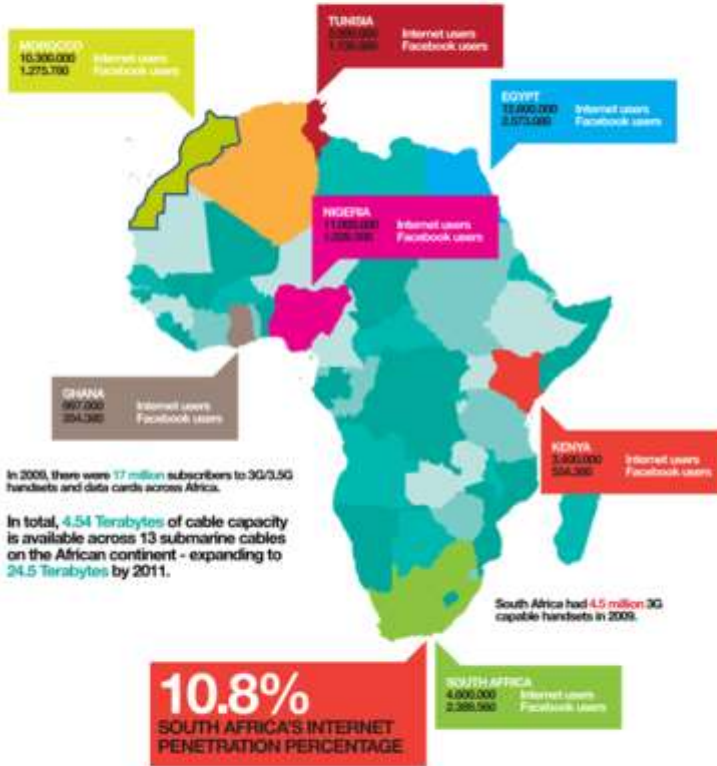 TUNISIA
Internet users
Facebook users
MOROCCO
10.300.000 Internet users
1.275.780 Facebook users
EGYPT
Internet users
Facebook users
NIGERIA
Internet users
Facebook users
GHANA
997.000 Internet users
Facebook users
KENYA
Internet users
Facebook users
In 2009, there were 17 million subscribers to 3G/3.5G
handsets and data cards across Africa.
In total, 4.54 Terabytes of cable capacity
is available across 13 submarine cables
on the African continent - expanding to
24.5 Terabytes by 2011.
South Africa had 4.5 million 3G
capable handsets in 2009.
10.8%
SOUTH AFRICA'S INTERNET
PENETRATION PERCENTAGE
SOUTH AFRICA
Internet users
Facebook users